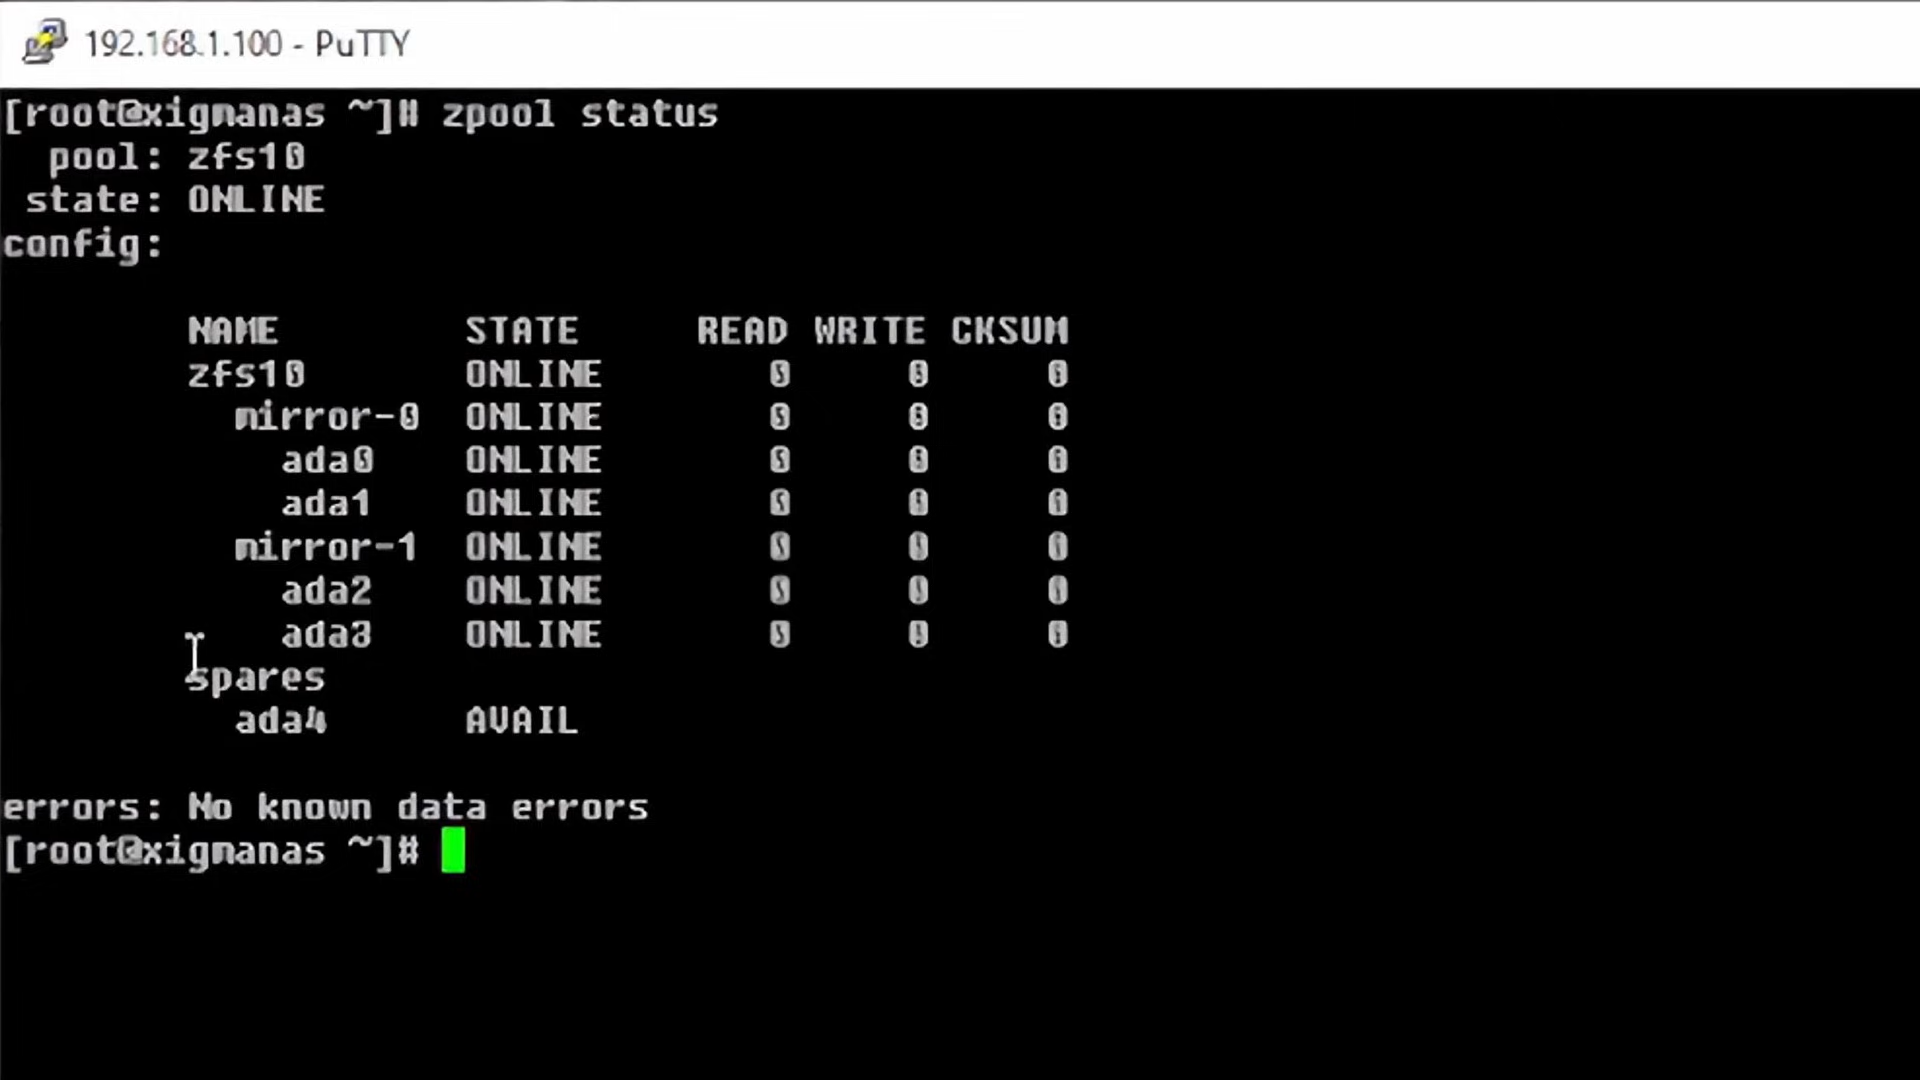 192.168.1.100 - PuTTY
[root@xigmanas ~]# zpool status
  pool: zfs10
 state: ONLINE
config:

        NAME        STATE     READ WRITE CKSUM
        zfs10       ONLINE       0     0     0
          mirror-0  ONLINE       0     0     0
            ada0    ONLINE       0     0     0
            ada1    ONLINE       0     0     0
          mirror-1  ONLINE       0     0     0
            ada2    ONLINE       0     0     0
            ada3    ONLINE       0     0     0
        spares
          ada4      AVAIL

errors: No known data errors
[root@xigmanas ~]#